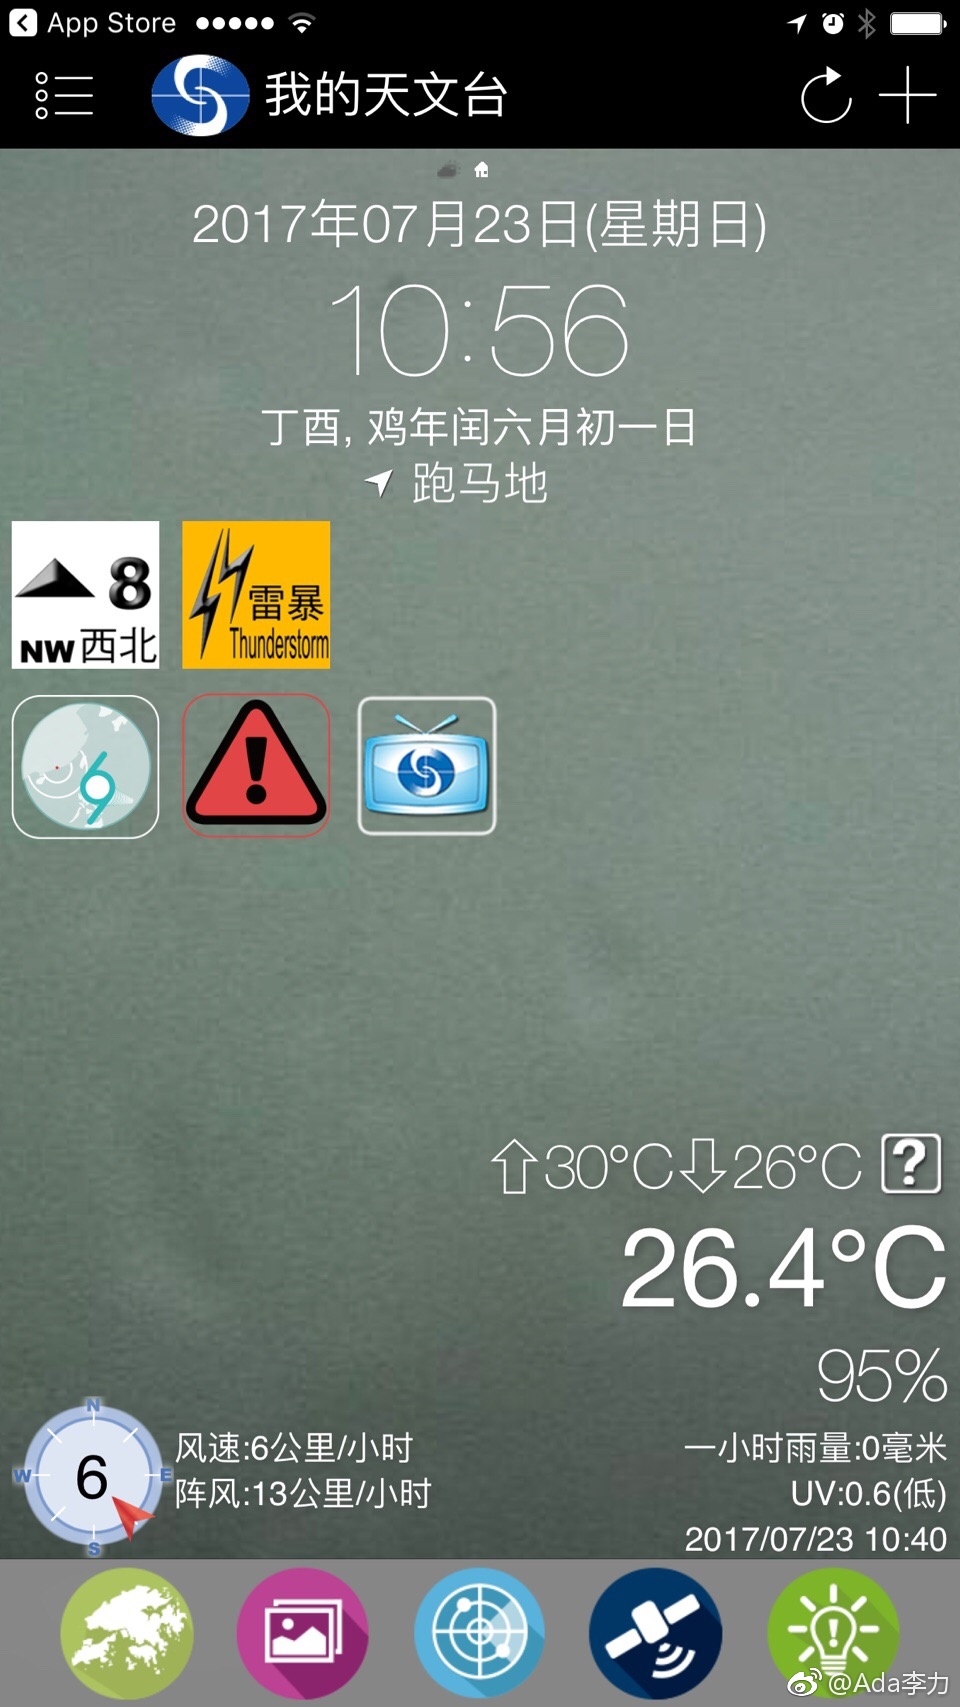 App Store
我的天文台
2017年07月23日(星期日)
10:56
丁酉, 鸡年闰六月初一日
跑马地
8
NW西北
雷暴
Thunderstorm
30°C 26°C ?
26.4°C
95%
N
W 6 E
S
风速:6公里/小时
阵风:13公里/小时
一小时雨量:0毫米
UV:0.6(低)
2017/07/23 10:40
@Ada李力